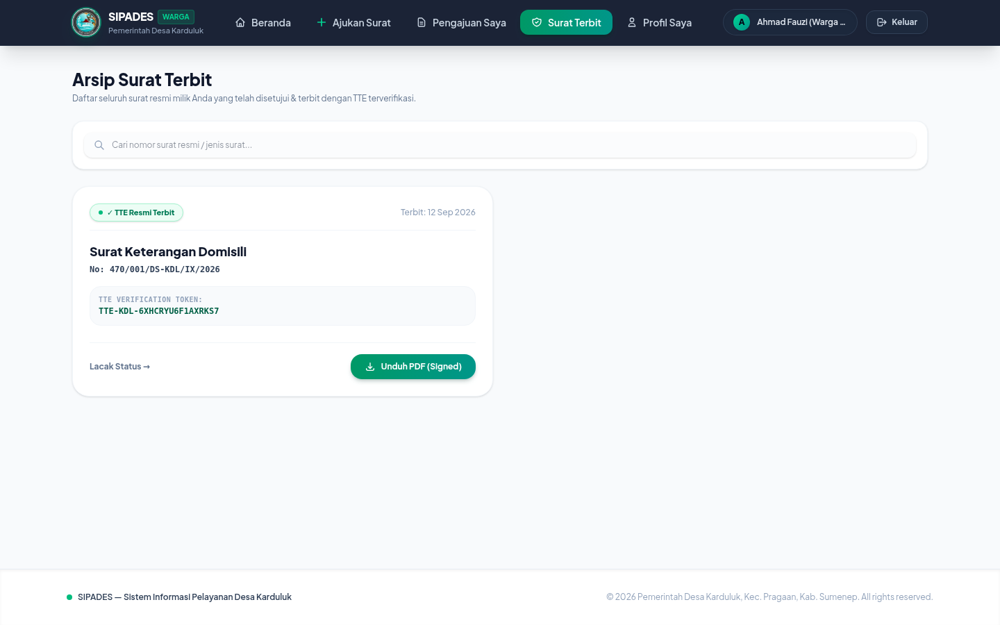 SIPADES WARGA
Pemerintah Desa Karduluk
Beranda
Ajukan Surat
Pengajuan Saya
Surat Terbit
Profil Saya
A Ahmad Fauzi (Warga ...
Keluar
Arsip Surat Terbit
Daftar seluruh surat resmi milik Anda yang telah disetujui & terbit dengan TTE terverifikasi.
Cari nomor surat resmi / jenis surat...
✓ TTE Resmi Terbit
Terbit: 12 Sep 2026
Surat Keterangan Domisili
No: 470/001/DS-KDL/IX/2026
TTE VERIFICATION TOKEN:
TTE-KDL-6XHCRYU6F1AXRKS7
Lacak Status →
Unduh PDF (Signed)
SIPADES — Sistem Informasi Pelayanan Desa Karduluk
© 2026 Pemerintah Desa Karduluk, Kec. Pragaan, Kab. Sumenep. All rights reserved.